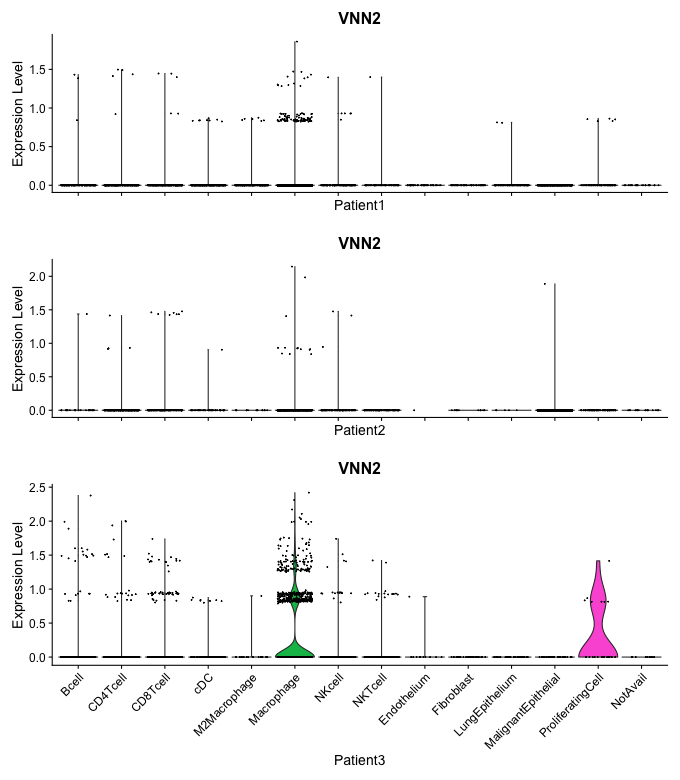 VNN2
Expression Level
1.5
1.0
0.5
0.0
Patient1
VNN2
Expression Level
2.0
1.5
1.0
0.5
0.0
Patient2
VNN2
Expression Level
2.5
2.0
1.5
1.0
0.5
0.0
Bcell
CD4Tcell
CD8Tcell
cDC
M2Macrophage
Macrophage
NKcell
NKTcell
Endothelium
Fibroblast
LungEpithelium
MalignantEpithelial
ProliferatingCell
NotAvail
Patient3